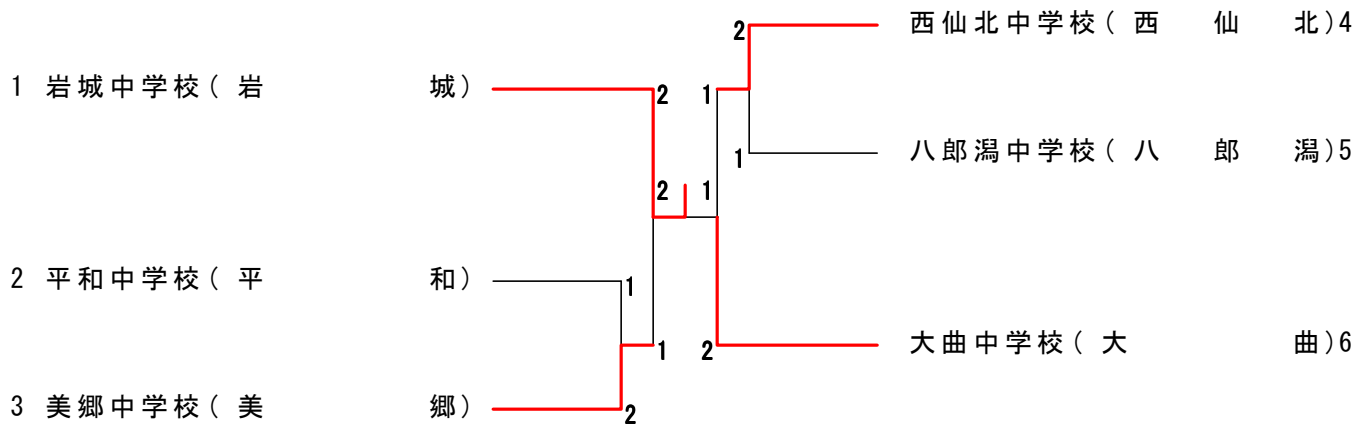 西仙北中学校( 西 仙 北)4
2
1 岩城中学校( 岩 城)
2 1
八郎潟中学校( 八 郎 潟)5
1
2 1
2 平和中学校( 平 和)
1
大曲中学校( 大 曲)6
1 2
3 美郷中学校( 美 郷)
2